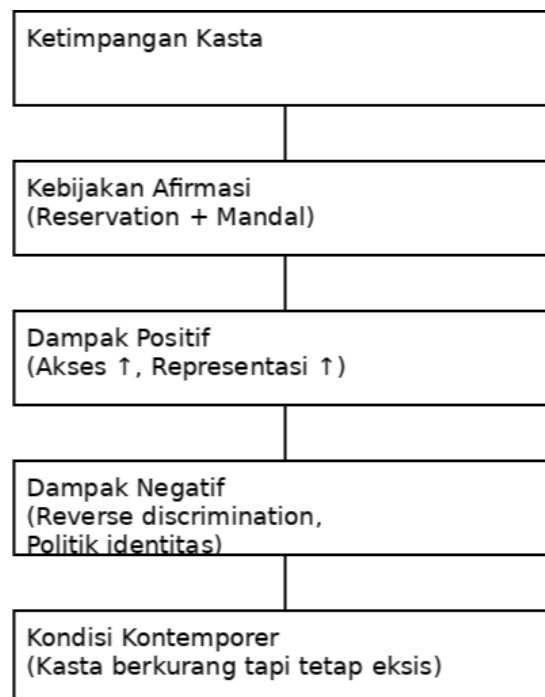 Ketimpangan Kasta
Kebijakan Afirmasi
(Reservation + Mandal)
Dampak Positif
(Akses ↑, Representasi ↑)
Dampak Negatif
(Reverse discrimination,
Politik identitas)
Kondisi Kontemporer
(Kasta berkurang tapi tetap eksis)